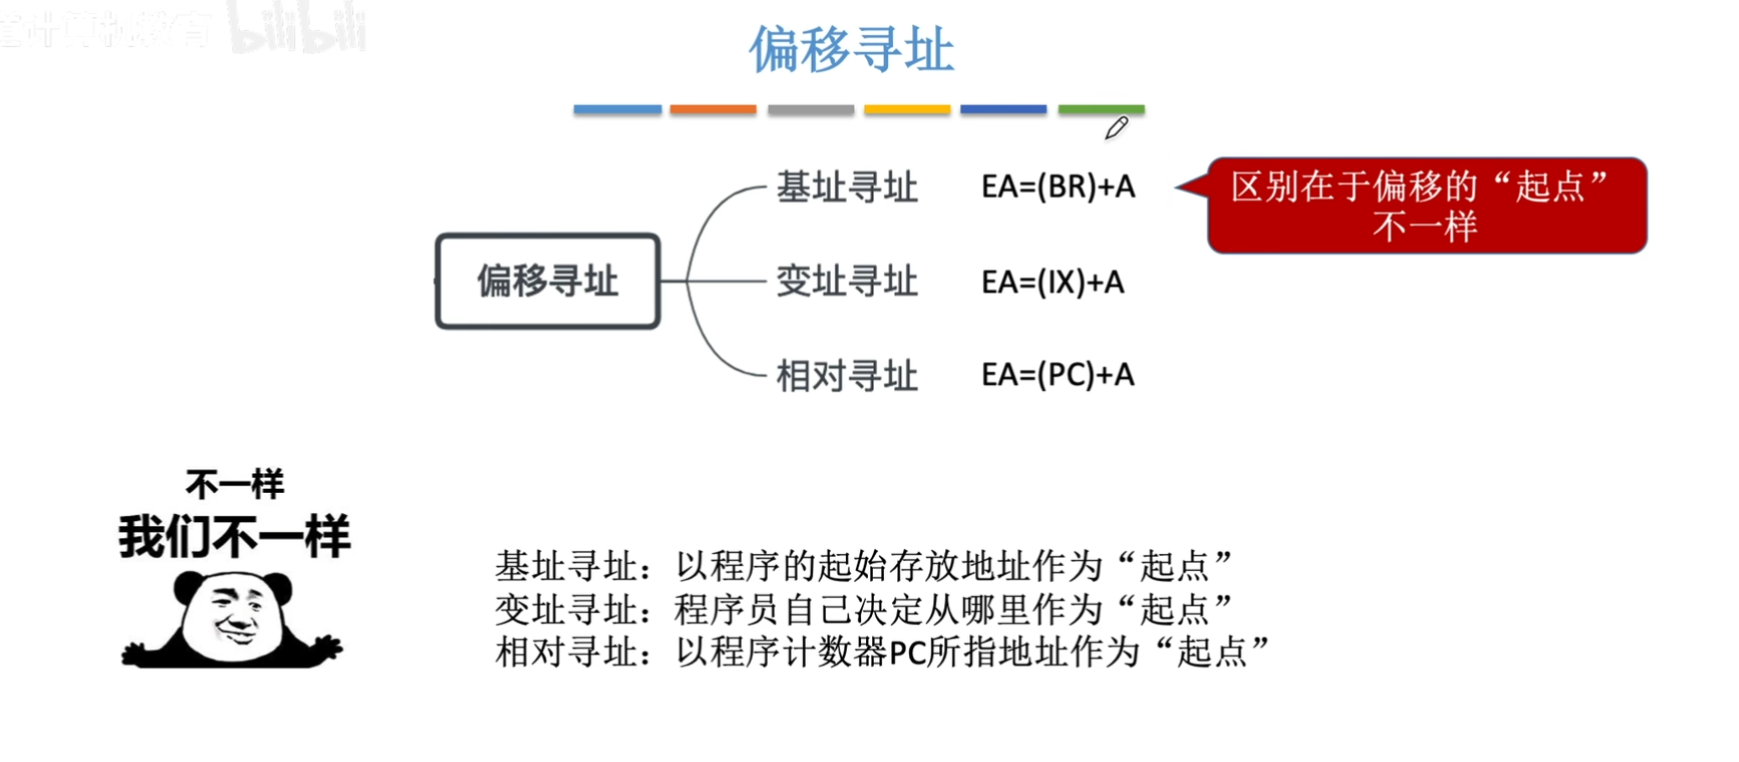 计算机教育 bilibili
偏移寻址
基址寻址 EA=(BR)+A
区别在于偏移的“起点”
不一样
偏移寻址
变址寻址 EA=(IX)+A
相对寻址 EA=(PC)+A
不一样
我们不一样
基址寻址：以程序的起始存放地址作为“起点”
变址寻址：程序员自己决定从哪里作为“起点”
相对寻址：以程序计数器PC所指地址作为“起点”